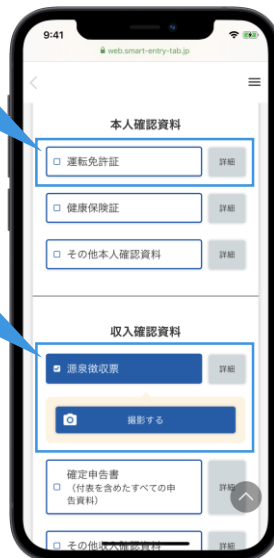 9:41
web.smart-entry-tab.jp
本人確認資料
運転免許証
詳細
健康保険証
詳細
その他本人確認資料
詳細
収入確認資料
源泉徴収票
詳細
撮影する
確定申告書
（付表を含めたすべての申
告資料）
詳細
その他収入確認資料
詳細